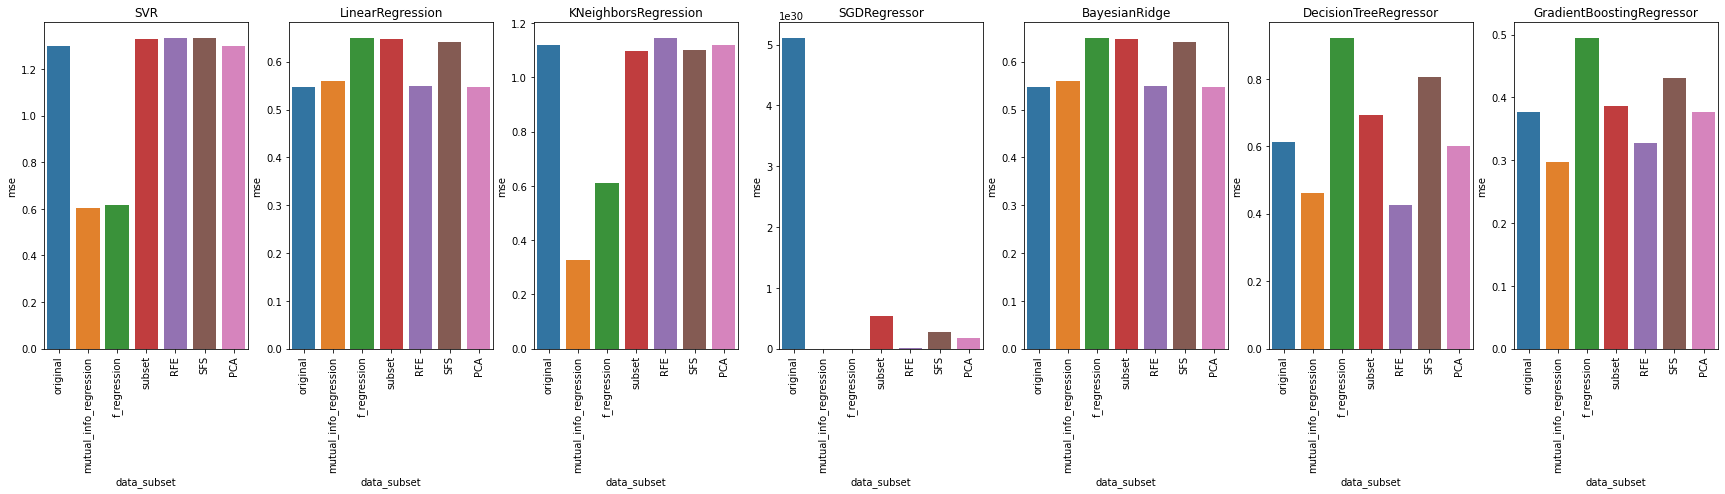 SVR
mse
1.2
1.0
0.8
0.6
0.4
0.2
0.0
original
mutual_info_regression
f_regression
subset
RFE
SFS
PCA
data_subset
LinearRegression
mse
0.6
0.5
0.4
0.3
0.2
0.1
0.0
original
mutual_info_regression
f_regression
subset
RFE
SFS
PCA
data_subset
KNeighborsRegression
mse
1.2
1.0
0.8
0.6
0.4
0.2
0.0
original
mutual_info_regression
f_regression
subset
RFE
SFS
PCA
data_subset
SGDRegressor
1e30
mse
5
4
3
2
1
0
original
mutual_info_regression
f_regression
subset
RFE
SFS
PCA
data_subset
BayesianRidge
mse
0.6
0.5
0.4
0.3
0.2
0.1
0.0
original
mutual_info_regression
f_regression
subset
RFE
SFS
PCA
data_subset
DecisionTreeRegressor
mse
0.8
0.6
0.4
0.2
0.0
original
mutual_info_regression
f_regression
subset
RFE
SFS
PCA
data_subset
GradientBoostingRegressor
mse
0.5
0.4
0.3
0.2
0.1
0.0
original
mutual_info_regression
f_regression
subset
RFE
SFS
PCA
data_subset